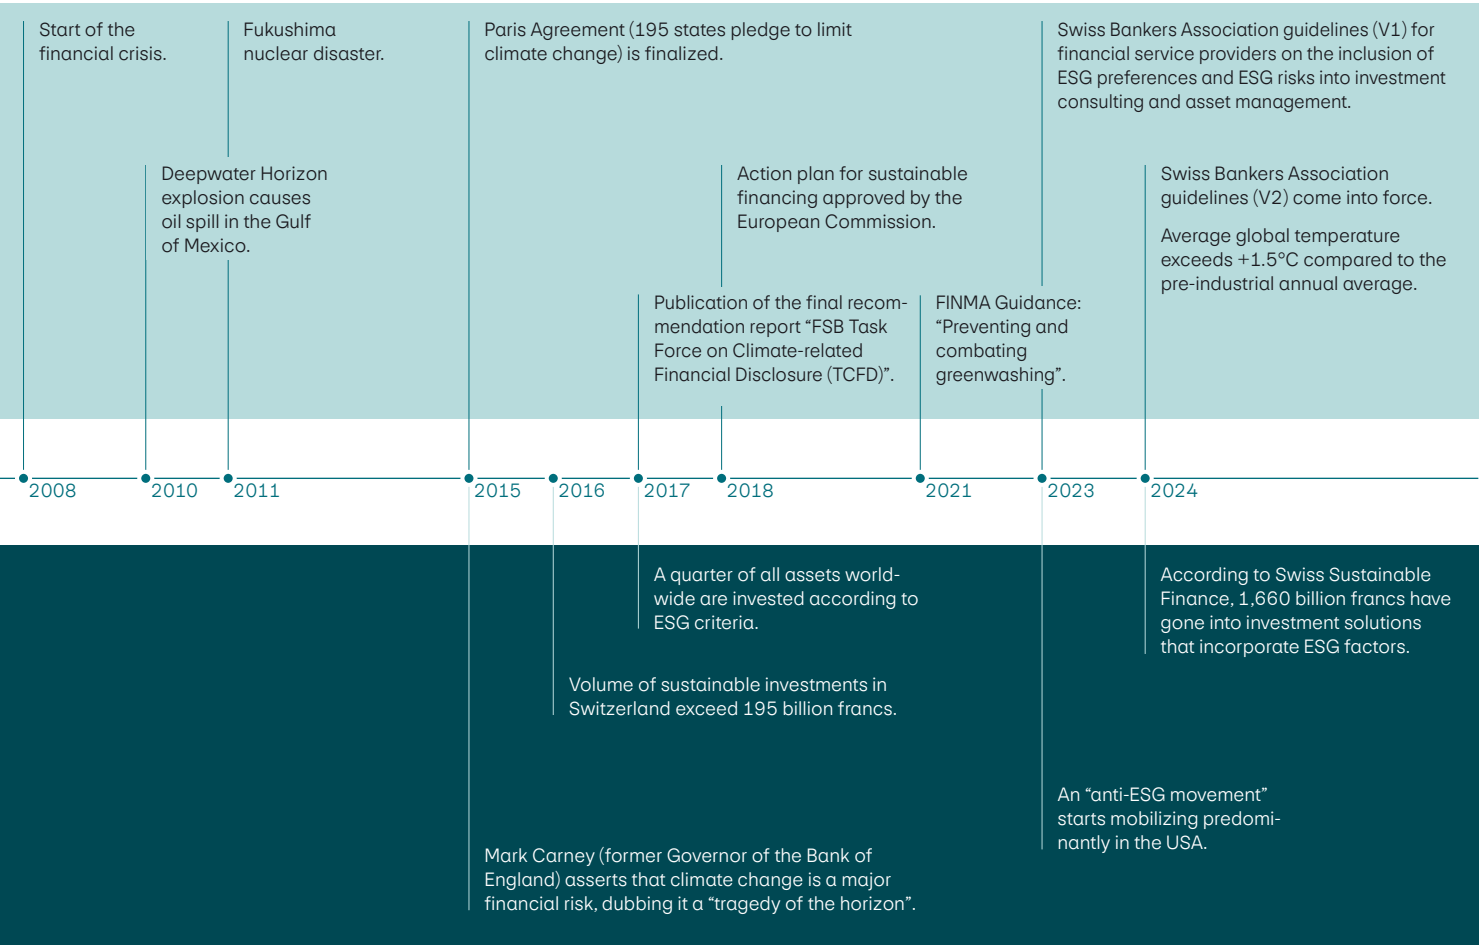 Start of the
financial crisis.
Fukushima
nuclear disaster.
Paris Agreement (195 states pledge to limit
climate change) is finalized.
Swiss Bankers Association guidelines (V1) for
financial service providers on the inclusion of
ESG preferences and ESG risks into investment
consulting and asset management.
Deepwater Horizon
explosion causes
oil spill in the Gulf
of Mexico.
Action plan for sustainable
financing approved by the
European Commission.
Swiss Bankers Association
guidelines (V2) come into force.
Average global temperature
exceeds +1.5°C compared to the
pre-industrial annual average.
Publication of the final recom-
mendation report “FSB Task
Force on Climate-related
Financial Disclosure (TCFD)”.
FINMA Guidance:
“Preventing and
combating
greenwashing”.
2008
2010
2011
2015
2016
2017
2018
2021
2023
2024
A quarter of all assets world-
wide are invested according to
ESG criteria.
According to Swiss Sustainable
Finance, 1,660 billion francs have
gone into investment solutions
that incorporate ESG factors.
Volume of sustainable investments in
Switzerland exceed 195 billion francs.
An “anti-ESG movement”
starts mobilizing predomi-
nantly in the USA.
Mark Carney (former Governor of the Bank of
England) asserts that climate change is a major
financial risk, dubbing it a “tragedy of the horizon”.